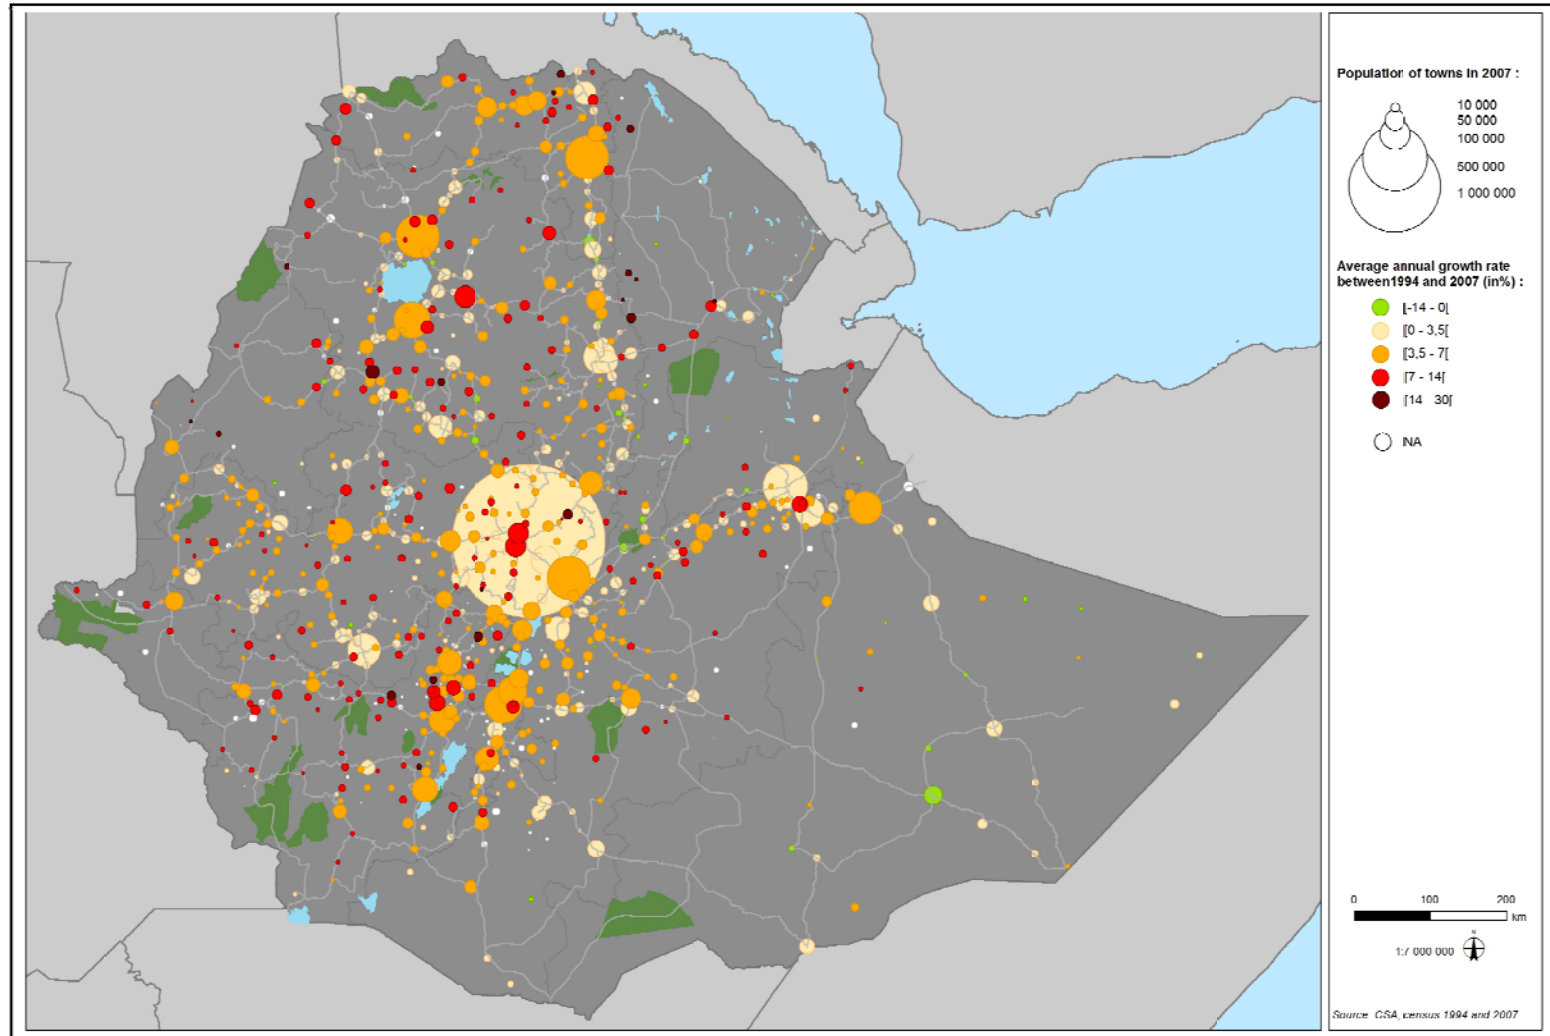 Population of towns in 2007 :
10 000
50 000
100 000
500 000
1 000 000
Average annual growth rate
between1994 and 2007 (in%) :
[-14 - 0[
[0 - 3,5[
[3,5 - 7[
[7 - 14[
[14 - 30[
NA
0 100 200
km
N
1:7 000 000
Source: CSA, census 1994 and 2007